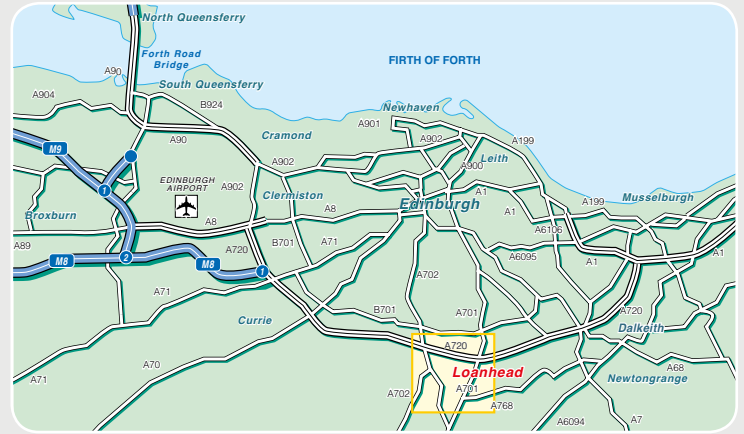 North Queensferry
Forth Road
Bridge
FIRTH OF FORTH
A90
South Queensferry
A904
B924
Newhaven
A901
Cramond
A902
A199
A90
M9
A902
A900
Leith
1
EDINBURGH
AIRPORT
A902
Clermiston
A1
Musselburgh
Edinburgh
A199
Broxburn
A8
A8
A1
A6106
A89
A720
B701
A71
A6095
A1
A1
M8
2
M8
1
A702
A71
B701
A701
A720
Currie
Dalkeith
A720
A70
Loanhead
A68
A71
Newtongrange
A702
A701
A768
A6094
A7